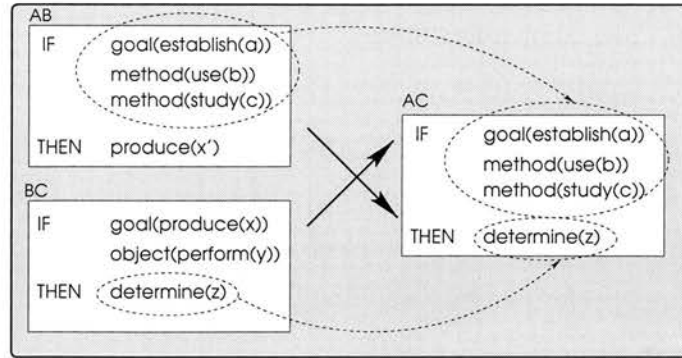 AB
IF goal(establish(a))
method(use(b))
method(study(c))
THEN produce(x')
BC
IF goal(produce(x))
object(perform(y))
THEN determine(z)
AC
IF goal(establish(a))
method(use(b))
method(study(c))
THEN determine(z)